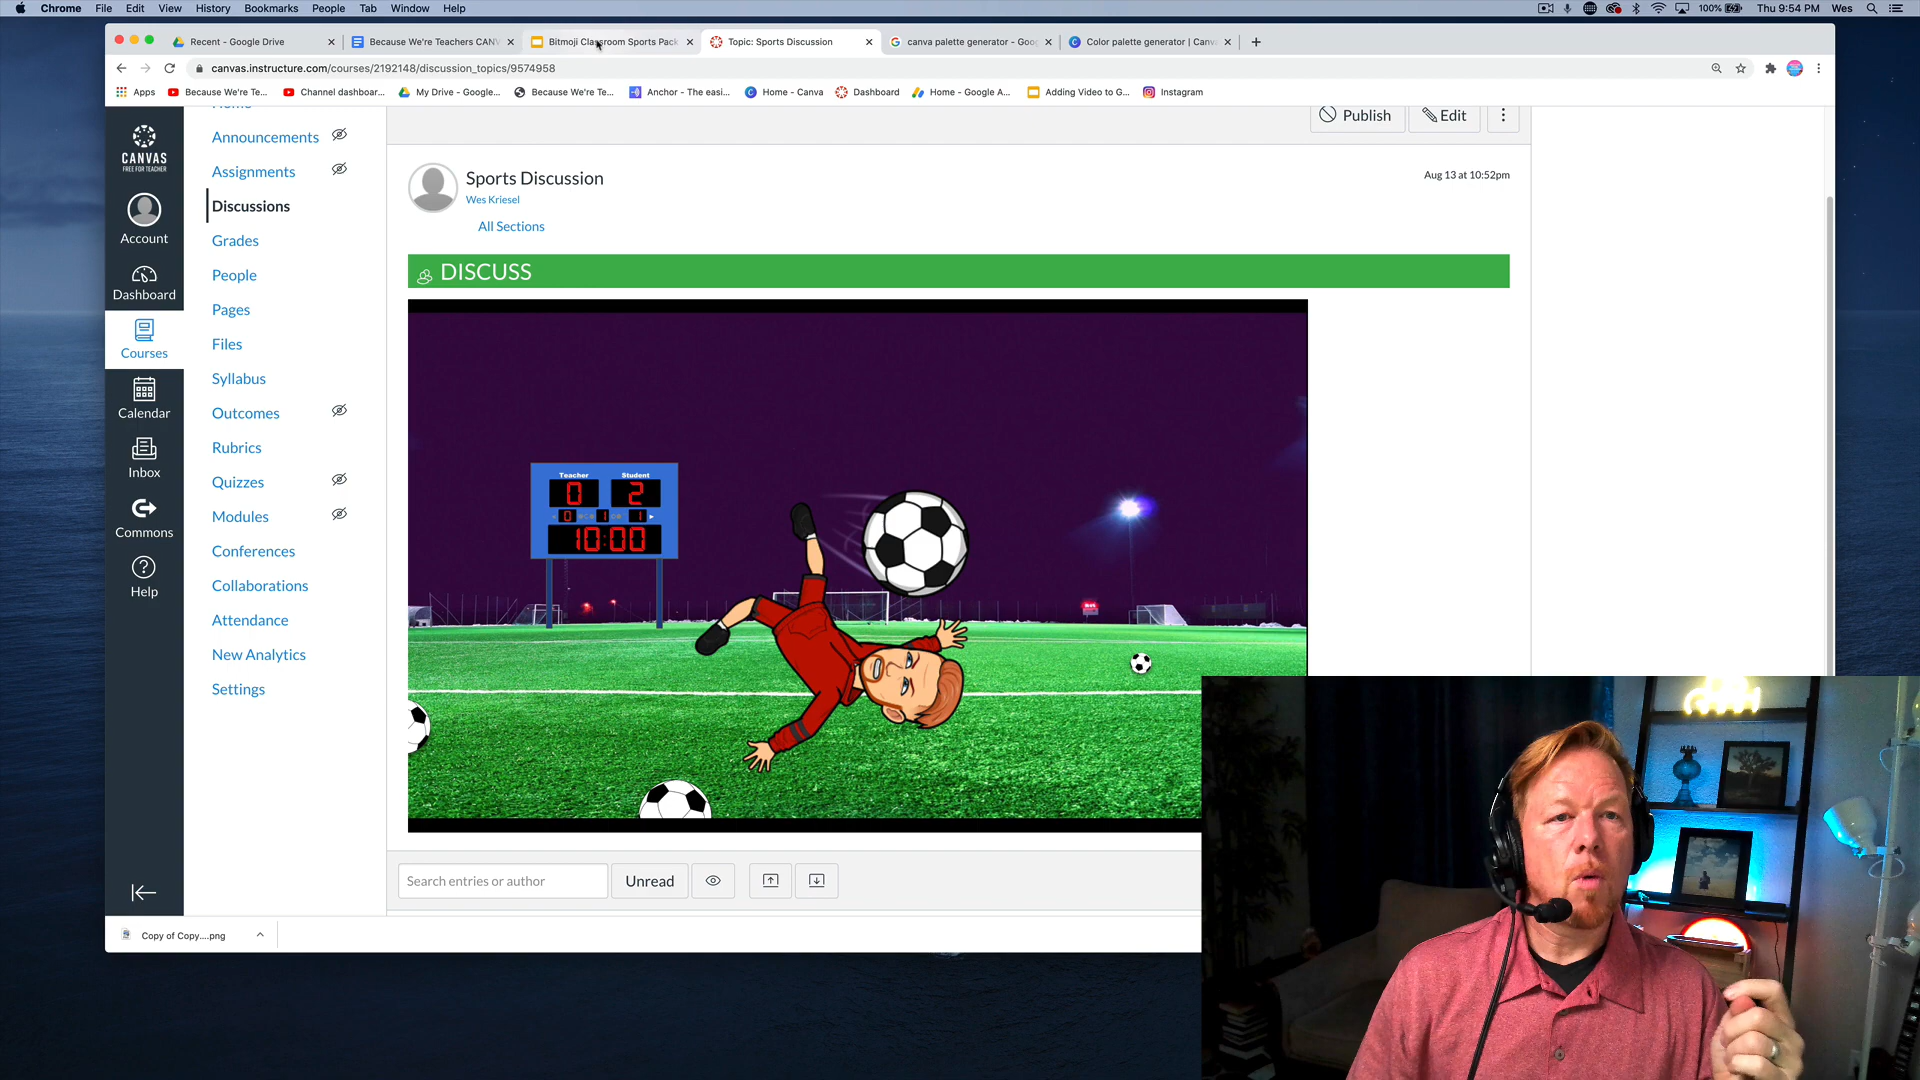 Chrome File Edit View History Bookmarks People Tab Window Help
100% Thu 9:54 PM Wes
Recent - Google Drive
Because We're Teachers CANV
Bitmoji Classroom Sports Pack
Topic: Sports Discussion
canva palette generator - Goog
Color palette generator | Canva
canvas.instructure.com/courses/2192148/discussion_topics/9574958
Apps
Because We're Te...
Channel dashboar...
My Drive - Google...
Because We're Te...
Anchor - The easi...
Home - Canva
Dashboard
Home - Google A...
Adding Video to G...
Instagram
CANVAS
FREE FOR TEACHER
Account
Dashboard
Courses
Calendar
Inbox
Commons
Help
Home
Announcements
Assignments
Discussions
Grades
People
Pages
Files
Syllabus
Outcomes
Rubrics
Quizzes
Modules
Conferences
Collaborations
Attendance
New Analytics
Settings
Publish
Edit
Sports Discussion
Aug 13 at 10:52pm
Wes Kriesel
All Sections
DISCUSS
Teacher Student
0 2
0 1 1
10:00
Search entries or author
Unread
Copy of Copy....png